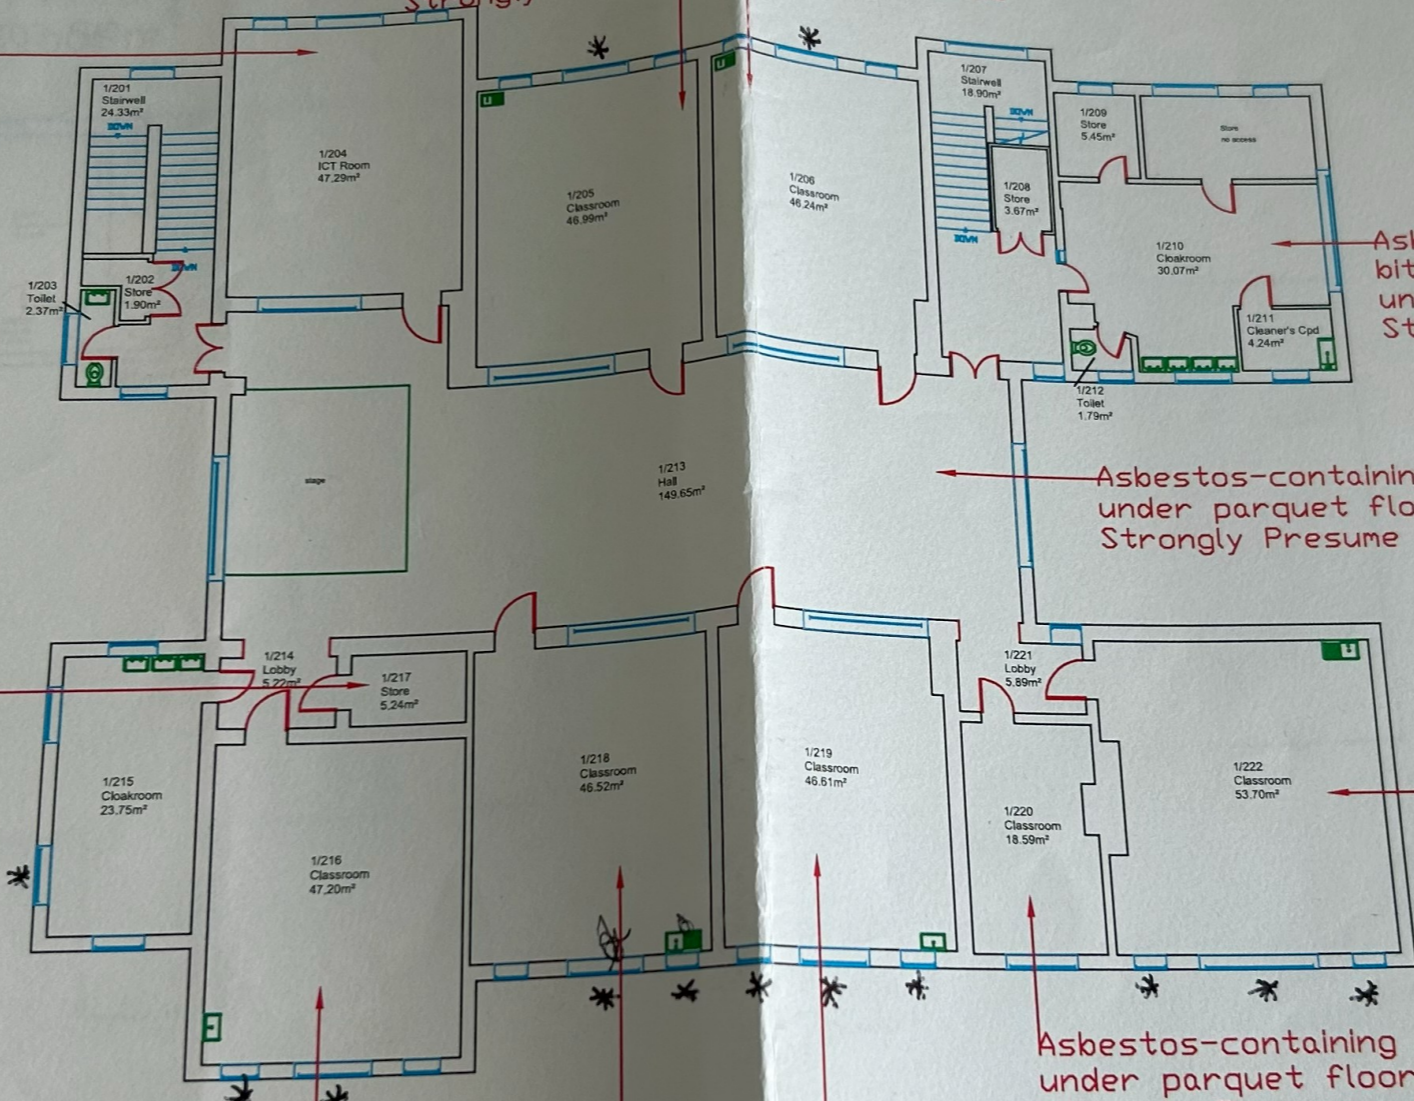 Strongly
1/201
Stairwell
24.33m²
DOWN
DOWN
1/202
Store
1.90m²
1/203
Toilet
2.37m²
1/204
ICT Room
47.29m²
1/205
Classroom
46.99m²
1/206
Classroom
46.24m²
1/207
Stairwell
18.90m²
DOWN
DOWN
1/208
Store
3.67m²
1/209
Store
5.45m²
Store
no access
1/210
Cloakroom
30.07m²
1/211
Cleaner's Cpd
4.24m²
1/212
Toilet
1.79m²
stage
1/213
Hall
149.65m²
Asbestos-containin
under parquet flo
Strongly Presume
1/214
Lobby
5.22m²
1/217
Store
5.24m²
1/221
Lobby
5.89m²
1/215
Cloakroom
23.75m²
1/216
Classroom
47.20m²
1/218
Classroom
46.52m²
1/219
Classroom
46.61m²
1/220
Classroom
18.59m²
1/222
Classroom
53.70m²
Asbestos-containing
under parquet floor